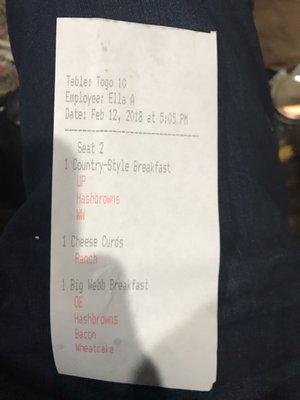 Table: Togo 10
Employee: Ella A
Date: Feb 12, 2018 at 5:05 PM
Seat 2
1 Country-Style Breakfast
UP
Hashbrowns
WW
1 Cheese Curds
Ranch
1 Big Webb Breakfast
OE
Hashbrowns
Bacon
Wheatcake